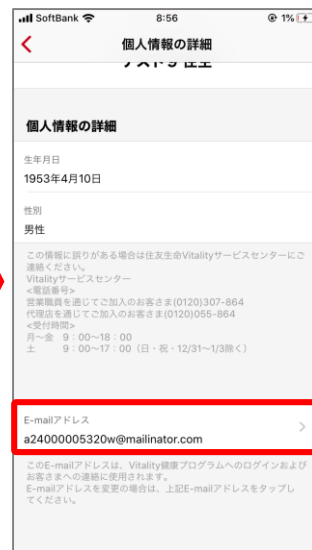 SoftBank 8:56 1%
個人情報の詳細
テスト9 住生
個人情報の詳細
生年月日
1953年4月10日
性別
男性
この情報に誤りがある場合は住友生命Vitalityサービスセンターにご
連絡ください。
Vitalityサービスセンター
<電話番号>
営業職員を通じてご加入のお客さま(0120)307-864
代理店を通じてご加入のお客さま(0120)055-864
<受付時間>
月~金 9:00~18:00
土 9:00~17:00(日・祝・12/31~1/3除く)
E-mailアドレス
a24000005320w@mailinator.com
このE-mailアドレスは、Vitality健康プログラムへのログインおよび
お客さまへの連絡に使用されます。
E-mailアドレスを変更の場合は、上記E-mailアドレスをタップし
てください。